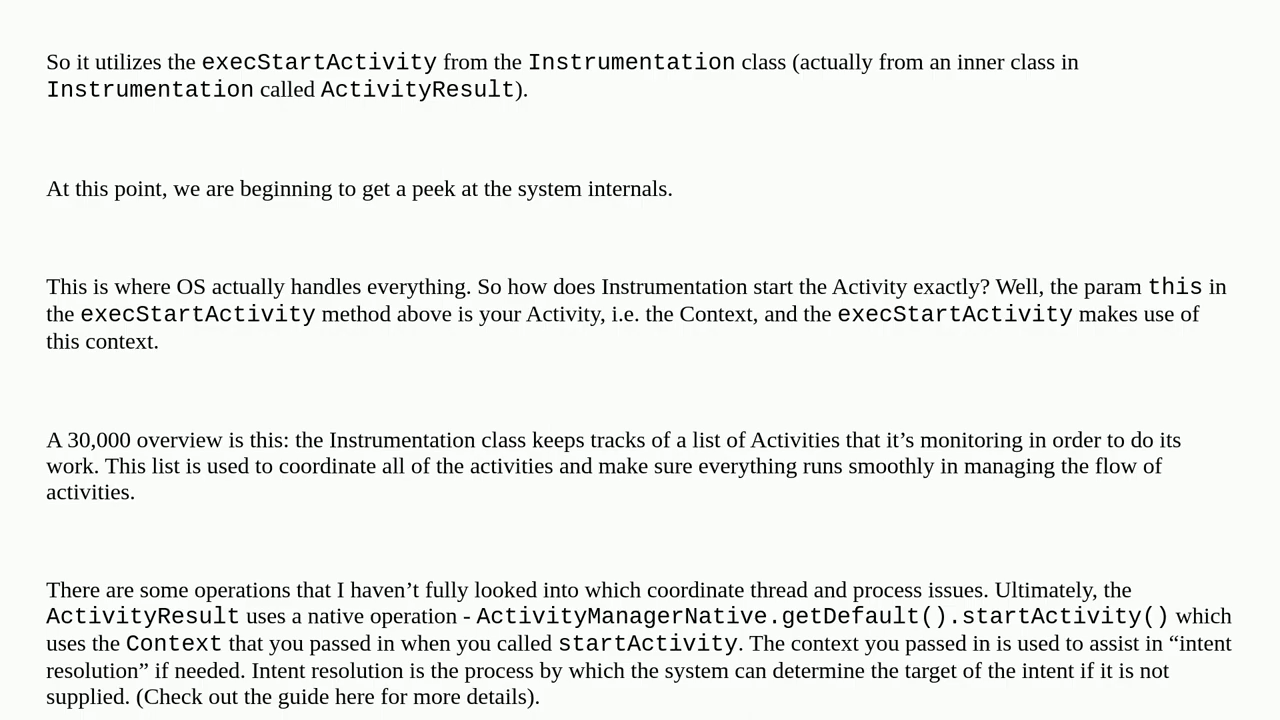 So it utilizes the execStartActivity from the Instrumentation class (actually from an inner class in
Instrumentation called ActivityResult).
At this point, we are beginning to get a peek at the system internals.
This is where OS actually handles everything. So how does Instrumentation start the Activity exactly? Well, the param this in
the execStartActivity method above is your Activity, i.e. the Context, and the execStartActivity makes use of
this context.
A 30,000 overview is this: the Instrumentation class keeps tracks of a list of Activities that it’s monitoring in order to do its
work. This list is used to coordinate all of the activities and make sure everything runs smoothly in managing the flow of
activities.
There are some operations that I haven’t fully looked into which coordinate thread and process issues. Ultimately, the
ActivityResult uses a native operation - ActivityManagerNative.getDefault().startActivity() which
uses the Context that you passed in when you called startActivity. The context you passed in is used to assist in “intent
resolution” if needed. Intent resolution is the process by which the system can determine the target of the intent if it is not
supplied. (Check out the guide here for more details).